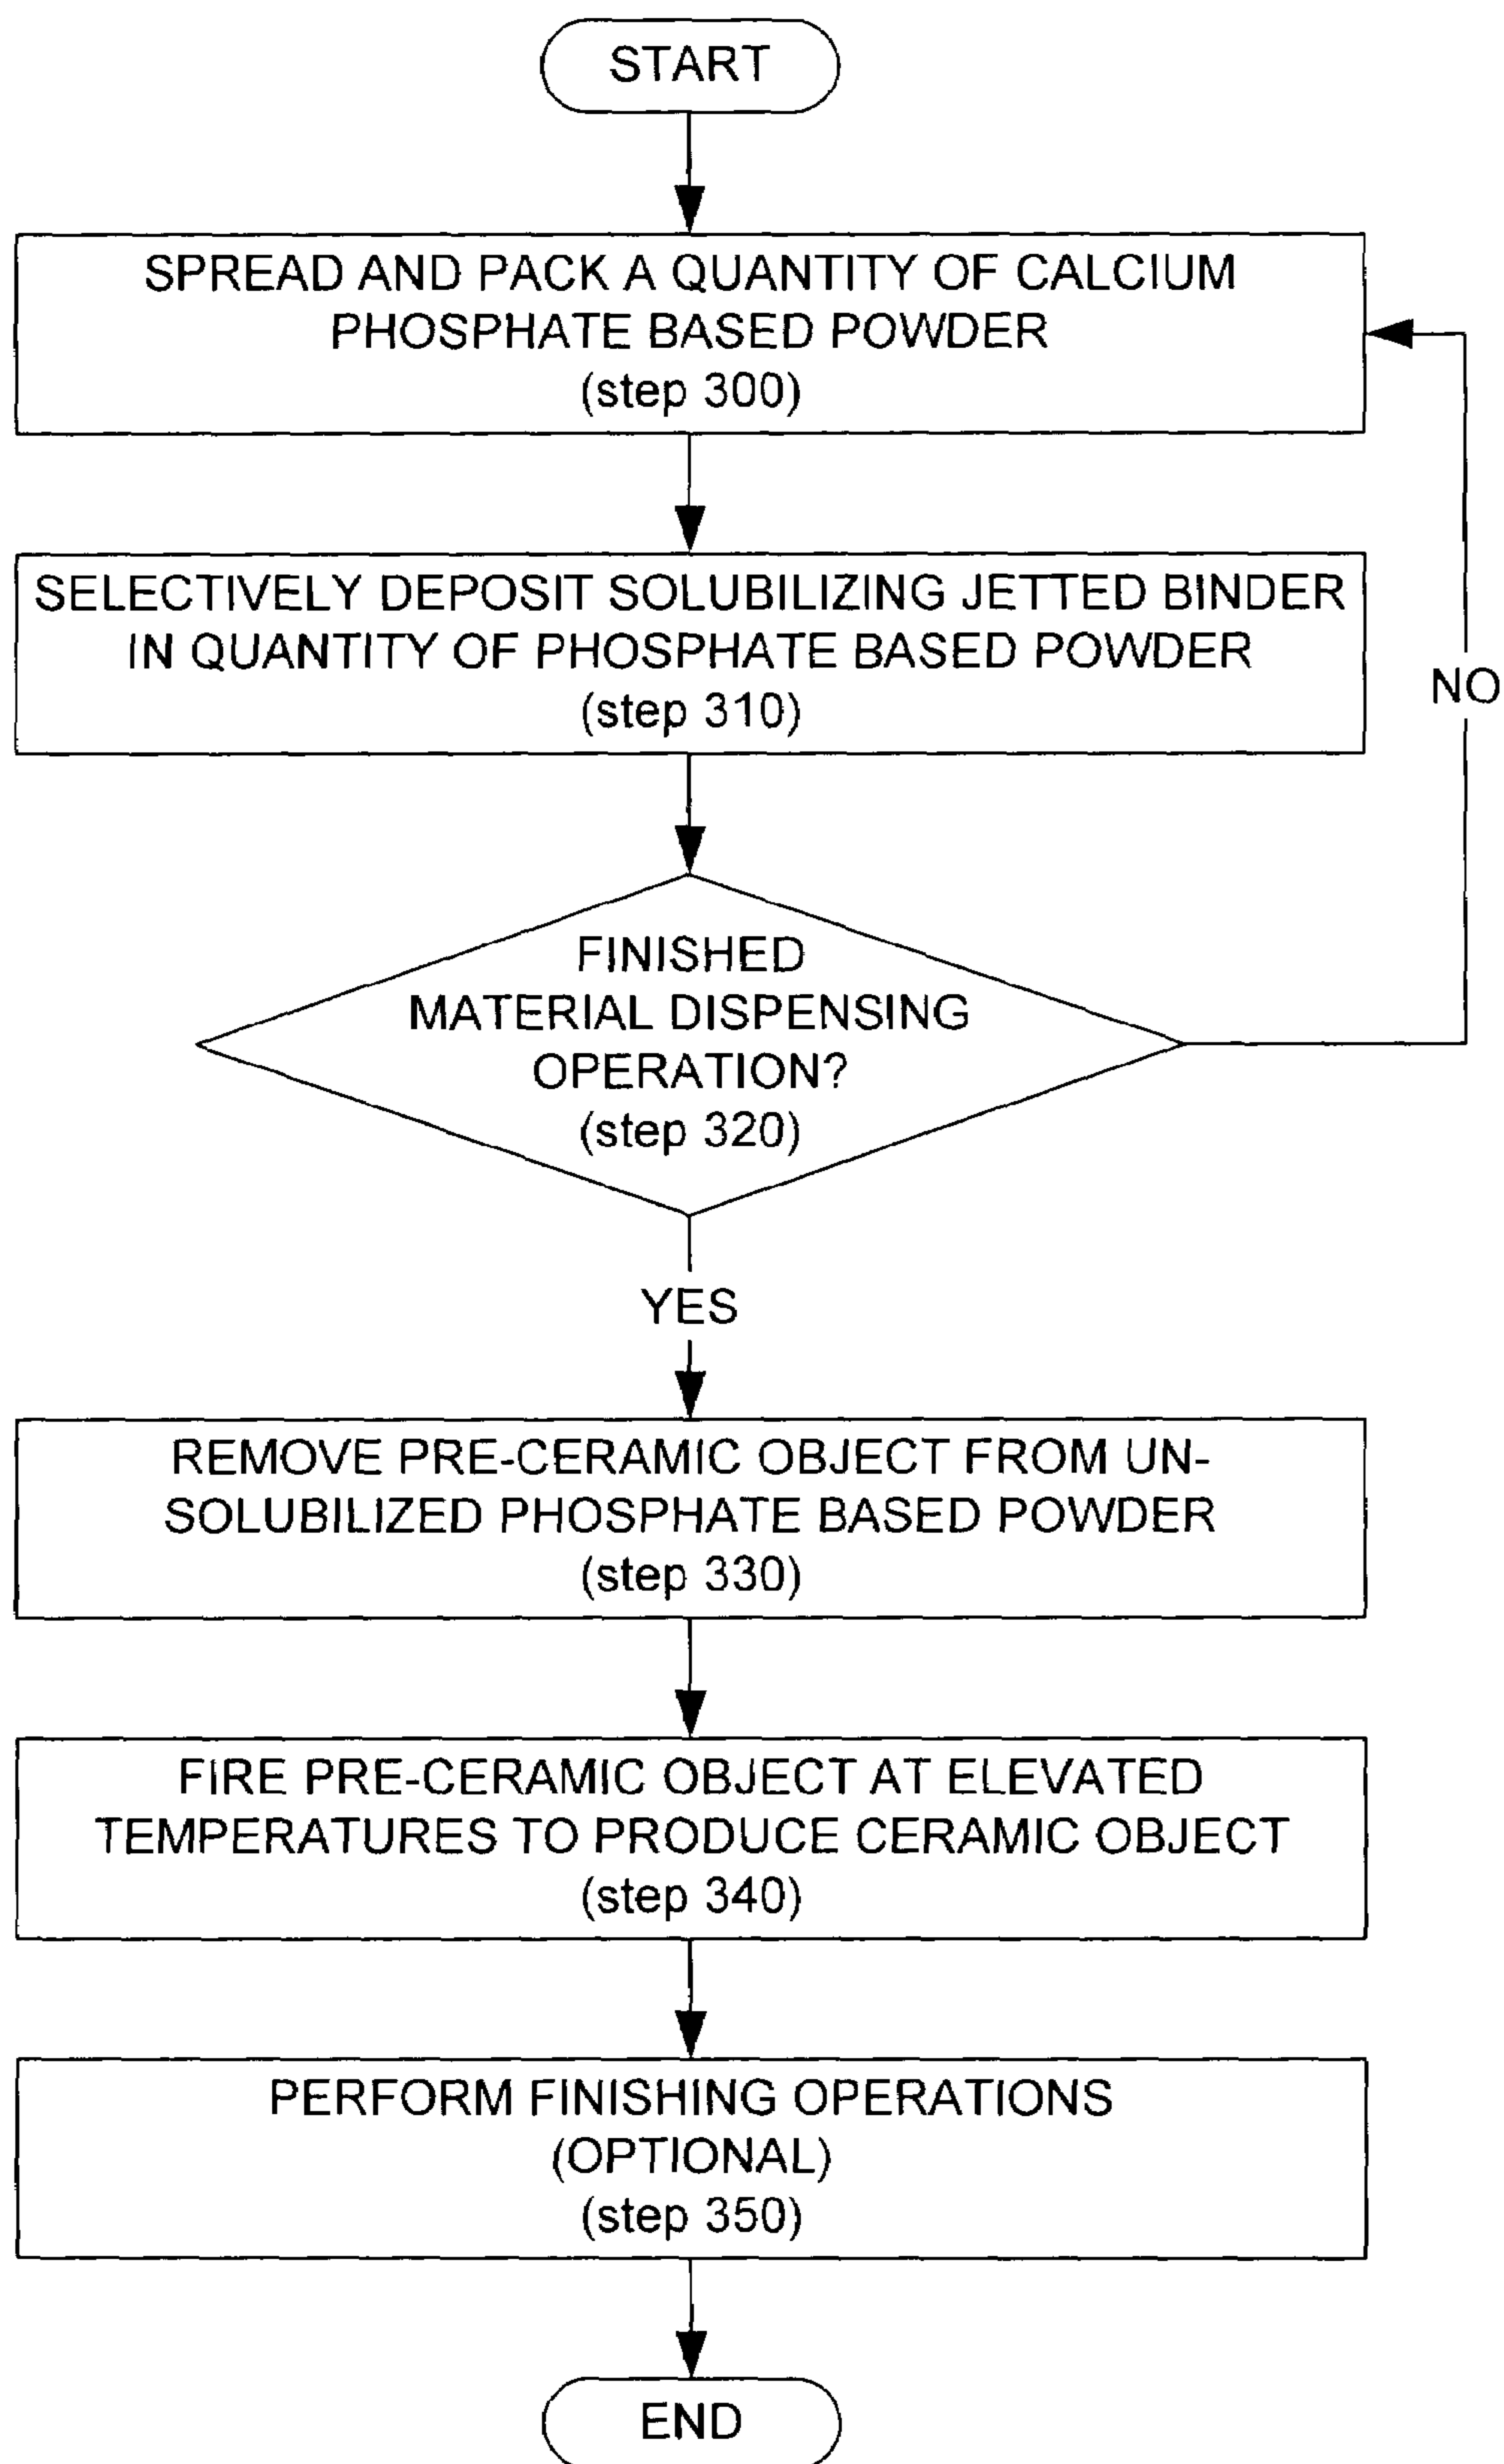 START
SPREAD AND PACK A QUANTITY OF CALCIUM
PHOSPHATE BASED POWDER
(step 300)
SELECTIVELY DEPOSIT SOLUBILIZING JETTED BINDER
IN QUANTITY OF PHOSPHATE BASED POWDER
(step 310)
NO
FINISHED
MATERIAL DISPENSING
OPERATION?
(step 320)
YES
REMOVE PRE-CERAMIC OBJECT FROM UN-
SOLUBILIZED PHOSPHATE BASED POWDER
(step 330)
FIRE PRE-CERAMIC OBJECT AT ELEVATED
TEMPERATURES TO PRODUCE CERAMIC OBJECT
(step 340)
PERFORM FINISHING OPERATIONS
(OPTIONAL)
(step 350)
END